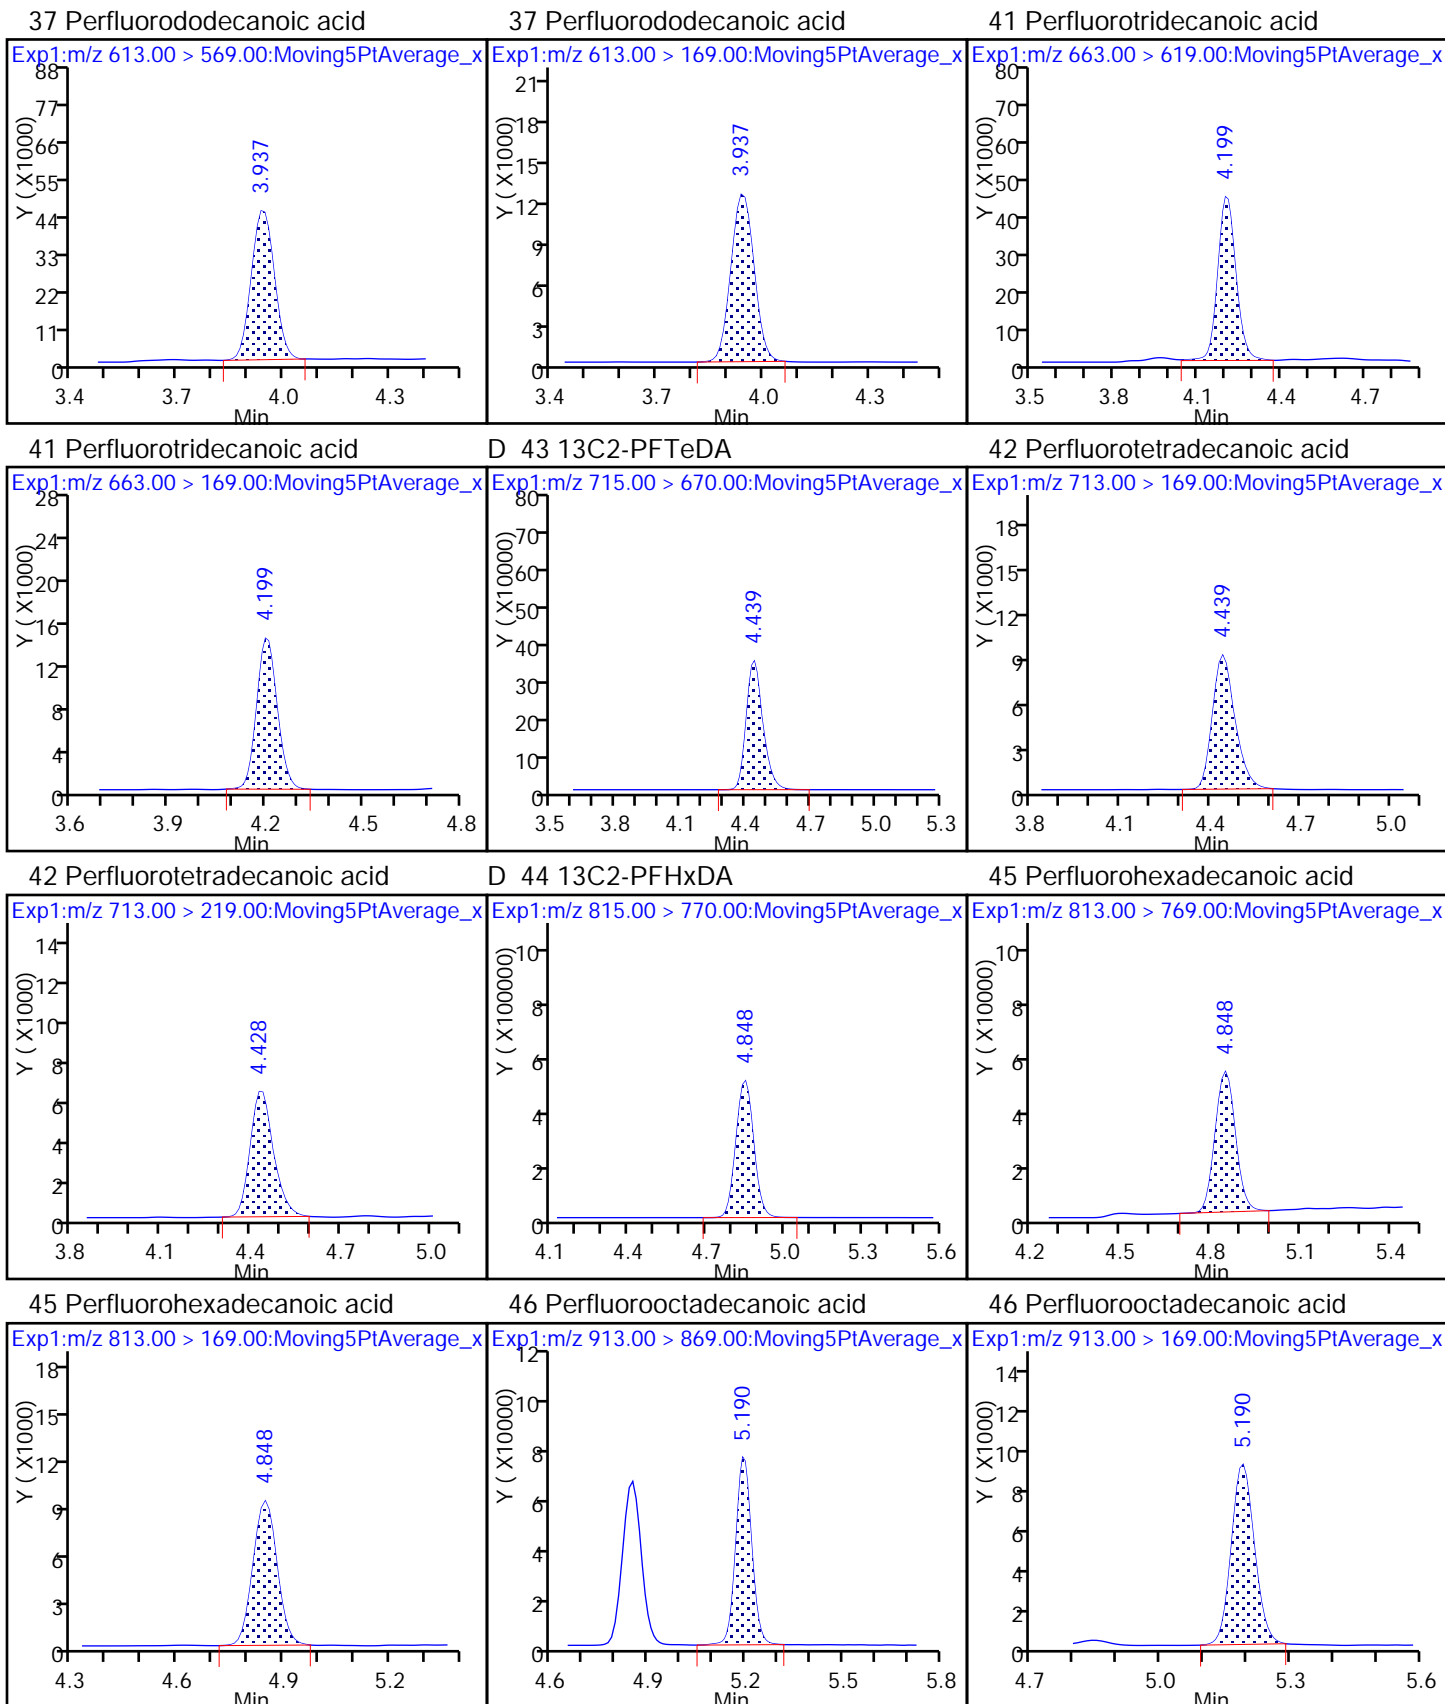 37 Perfluorododecanoic acid
37 Perfluorododecanoic acid
41 Perfluorotridecanoic acid
Exp1:m/z 613.00 > 569.00:Moving5PtAverage_x
88
77
66
55
44
33
22
11
0
Y ( X1000)
3.937
3.4 3.7 4.0 4.3
Min
Exp1:m/z 613.00 > 169.00:Moving5PtAverage_x
21
18
15
12
9
6
3
0
Y ( X1000)
3.937
3.4 3.7 4.0 4.3
Min
Exp1:m/z 663.00 > 619.00:Moving5PtAverage_x
80
70
60
50
40
30
20
10
0
Y ( X1000)
4.199
3.5 3.8 4.1 4.4 4.7
Min
41 Perfluorotridecanoic acid
D 43 13C2-PFTeDA
42 Perfluorotetradecanoic acid
Exp1:m/z 663.00 > 169.00:Moving5PtAverage_x
28
24
20
16
12
8
4
0
Y ( X1000)
4.199
3.6 3.9 4.2 4.5 4.8
Min
Exp1:m/z 715.00 > 670.00:Moving5PtAverage_x
80
70
60
50
40
30
20
10
0
Y ( X10000)
4.439
3.5 3.8 4.1 4.4 4.7 5.0 5.3
Min
Exp1:m/z 713.00 > 169.00:Moving5PtAverage_x
18
15
12
9
6
3
0
Y ( X1000)
4.439
3.8 4.1 4.4 4.7 5.0
Min
42 Perfluorotetradecanoic acid
D 44 13C2-PFHxDA
45 Perfluorohexadecanoic acid
Exp1:m/z 713.00 > 219.00:Moving5PtAverage_x
14
12
10
8
6
4
2
0
Y ( X1000)
4.428
3.8 4.1 4.4 4.7 5.0
Min
Exp1:m/z 815.00 > 770.00:Moving5PtAverage_x
10
8
6
4
2
0
Y ( X100000)
4.848
4.1 4.4 4.7 5.0 5.3 5.6
Min
Exp1:m/z 813.00 > 769.00:Moving5PtAverage_x
10
8
6
4
2
0
Y ( X10000)
4.848
4.2 4.5 4.8 5.1 5.4
Min
45 Perfluorohexadecanoic acid
46 Perfluorooctadecanoic acid
46 Perfluorooctadecanoic acid
Exp1:m/z 813.00 > 169.00:Moving5PtAverage_x
18
15
12
9
6
3
0
Y ( X1000)
4.848
4.3 4.6 4.9 5.2
Min
Exp1:m/z 913.00 > 869.00:Moving5PtAverage_x
12
10
8
6
4
2
0
Y ( X10000)
5.190
4.6 4.9 5.2 5.5 5.8
Min
Exp1:m/z 913.00 > 169.00:Moving5PtAverage_x
14
12
10
8
6
4
2
0
Y ( X1000)
5.190
4.7 5.0 5.3 5.6
Min